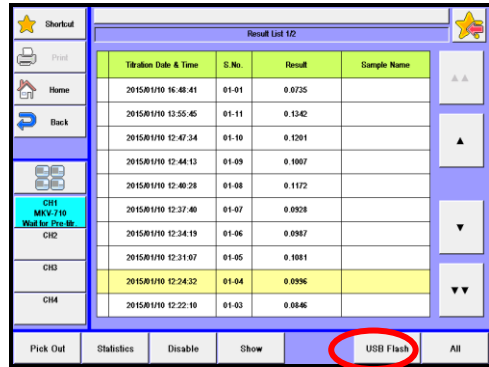 Shortcut
Print
Home
Back
CH1
MKV-710
Wait for Pre-titr.
CH2
CH3
CH4
Result List 1/2
Titration Date & Time S.No. Result Sample Name
2015/01/10 16:48:41 01-01 0.0735
2015/01/10 13:55:45 01-11 0.1342
2015/01/10 12:47:34 01-10 0.1201
2015/01/10 12:44:13 01-09 0.1007
2015/01/10 12:40:28 01-08 0.1172
2015/01/10 12:37:40 01-07 0.0928
2015/01/10 12:34:19 01-06 0.0987
2015/01/10 12:31:07 01-05 0.1081
2015/01/10 12:24:32 01-04 0.0996
2015/01/10 12:22:10 01-03 0.0846
Pick Out Statistics Disable Show USB Flash All